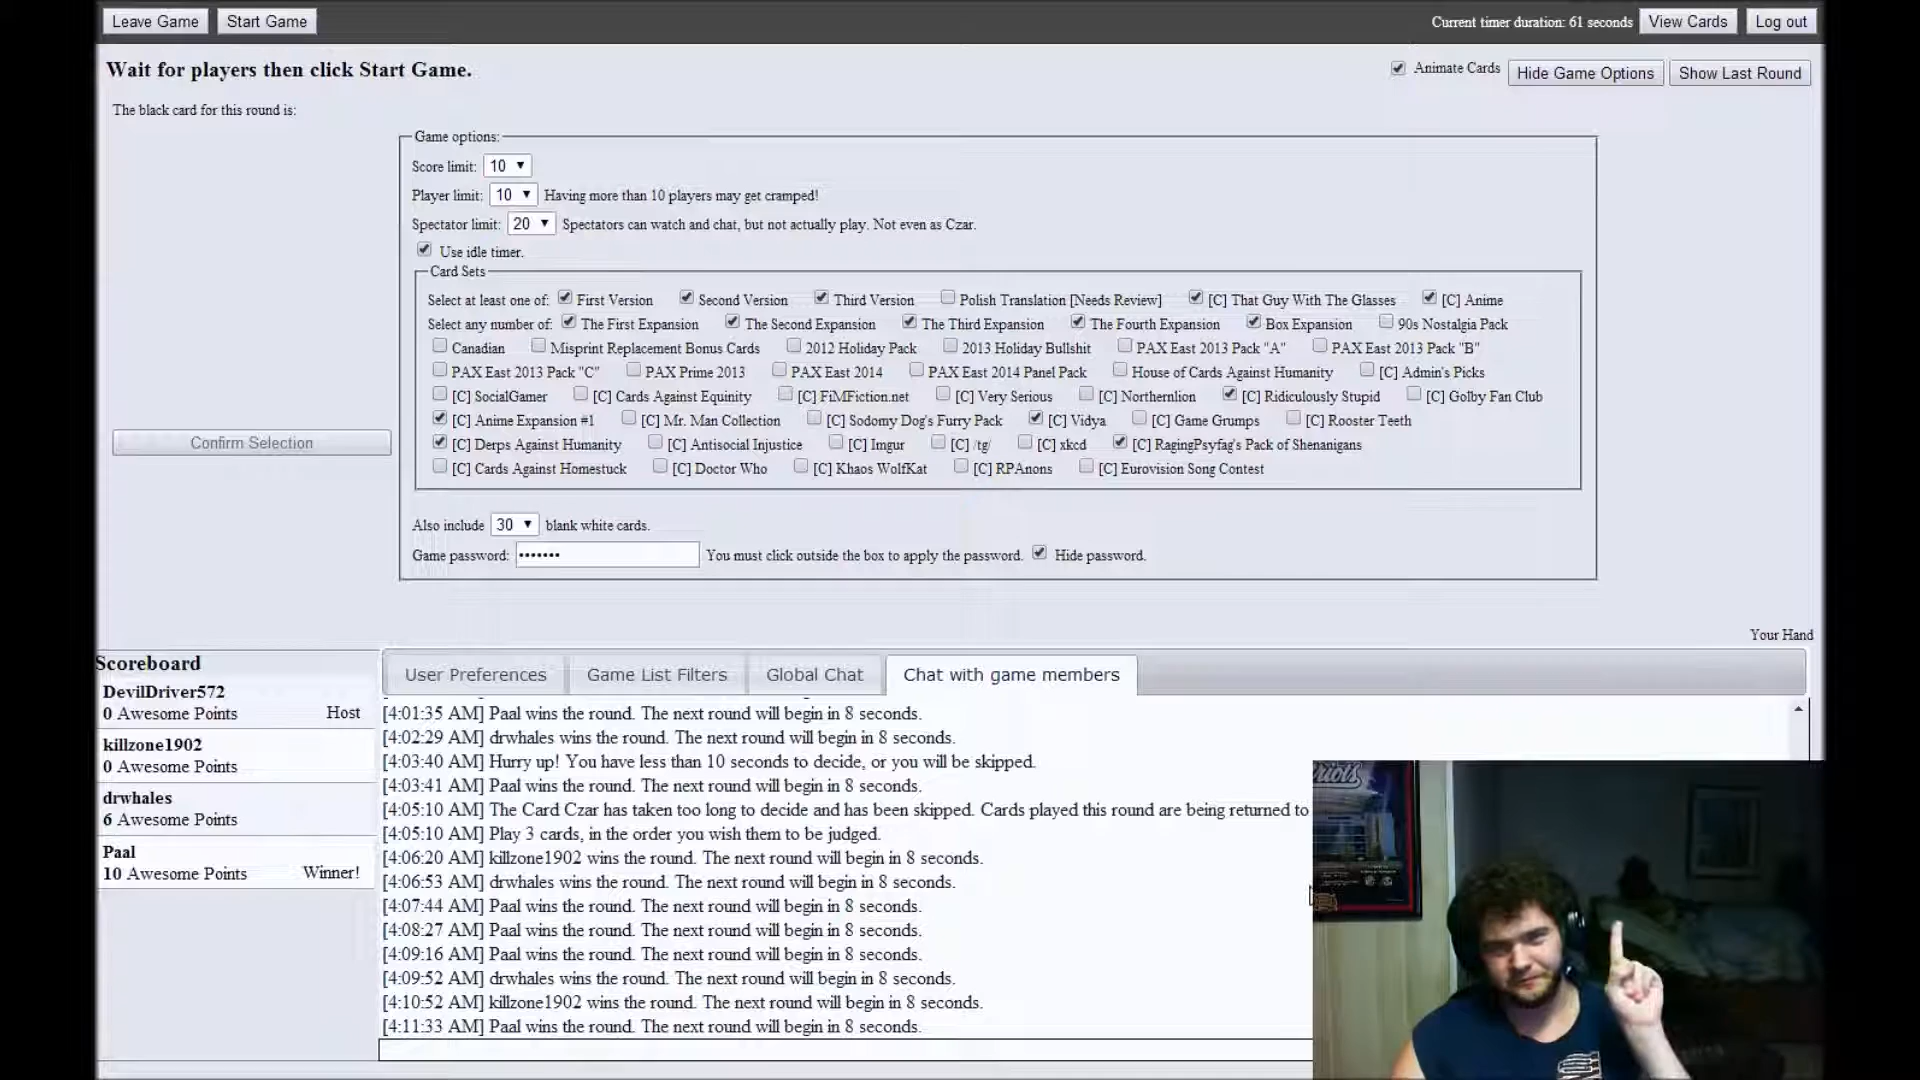 Leave Game Start Game Current timer duration: 61 seconds View Cards Log out
Wait for players then click Start Game. Animate Cards Hide Game Options Show Last Round
The black card for this round is:
Game options:
Score limit: 10
Player limit: 10 Having more than 10 players may get cramped!
Spectator limit: 20 Spectators can watch and chat, but not actually play. Not even as Czar.
Use idle timer.
Card Sets
Select at least one of: First Version Second Version Third Version Polish Translation [Needs Review] [C] That Guy With The Glasses [C] Anime
Select any number of: The First Expansion The Second Expansion The Third Expansion The Fourth Expansion Box Expansion 90s Nostalgia Pack
Canadian Misprint Replacement Bonus Cards 2012 Holiday Pack 2013 Holiday Bullshit PAX East 2013 Pack "A" PAX East 2013 Pack "B"
PAX East 2013 Pack "C" PAX Prime 2013 PAX East 2014 PAX East 2014 Panel Pack House of Cards Against Humanity [C] Admin's Picks
[C] SocialGamer [C] Cards Against Equinity [C] FiMFiction.net [C] Very Serious [C] Northernlion [C] Ridiculously Stupid [C] Golby Fan Club
[C] Anime Expansion #1 [C] Mr. Man Collection [C] Sodomy Dog's Furry Pack [C] Vidya [C] Game Grumps [C] Rooster Teeth
[C] Derps Against Humanity [C] Antisocial Injustice [C] Imgur [C] /tg/ [C] xkcd [C] RagingPsyfag's Pack of Shenanigans
[C] Cards Against Homestuck [C] Doctor Who [C] Khaos WolfKat [C] RPAnons [C] Eurovision Song Contest
Confirm Selection
Also include 30 blank white cards.
Game password: ••••••• You must click outside the box to apply the password. Hide password.
Your Hand
Scoreboard
DevilDriver572
0 Awesome Points Host
killzone1902
0 Awesome Points
drwhales
6 Awesome Points
Paal
10 Awesome Points Winner!
User Preferences Game List Filters Global Chat Chat with game members
[4:01:35 AM] Paal wins the round. The next round will begin in 8 seconds.
[4:02:29 AM] drwhales wins the round. The next round will begin in 8 seconds.
[4:03:40 AM] Hurry up! You have less than 10 seconds to decide, or you will be skipped.
[4:03:41 AM] Paal wins the round. The next round will begin in 8 seconds.
[4:05:10 AM] The Card Czar has taken too long to decide and has been skipped. Cards played this round are being returned to
[4:05:10 AM] Play 3 cards, in the order you wish them to be judged.
[4:06:20 AM] killzone1902 wins the round. The next round will begin in 8 seconds.
[4:06:53 AM] drwhales wins the round. The next round will begin in 8 seconds.
[4:07:44 AM] Paal wins the round. The next round will begin in 8 seconds.
[4:08:27 AM] Paal wins the round. The next round will begin in 8 seconds.
[4:09:16 AM] Paal wins the round. The next round will begin in 8 seconds.
[4:09:52 AM] drwhales wins the round. The next round will begin in 8 seconds.
[4:10:52 AM] killzone1902 wins the round. The next round will begin in 8 seconds.
[4:11:33 AM] Paal wins the round. The next round will begin in 8 seconds.